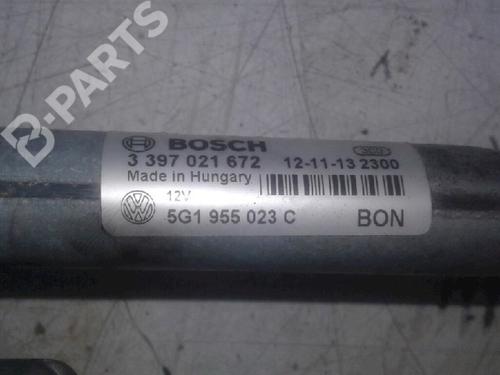 B-PARTS
BOSCH
3 397 021 672 12-11-13 2300
Made in Hungary
12V
5G1 955 023 C BON